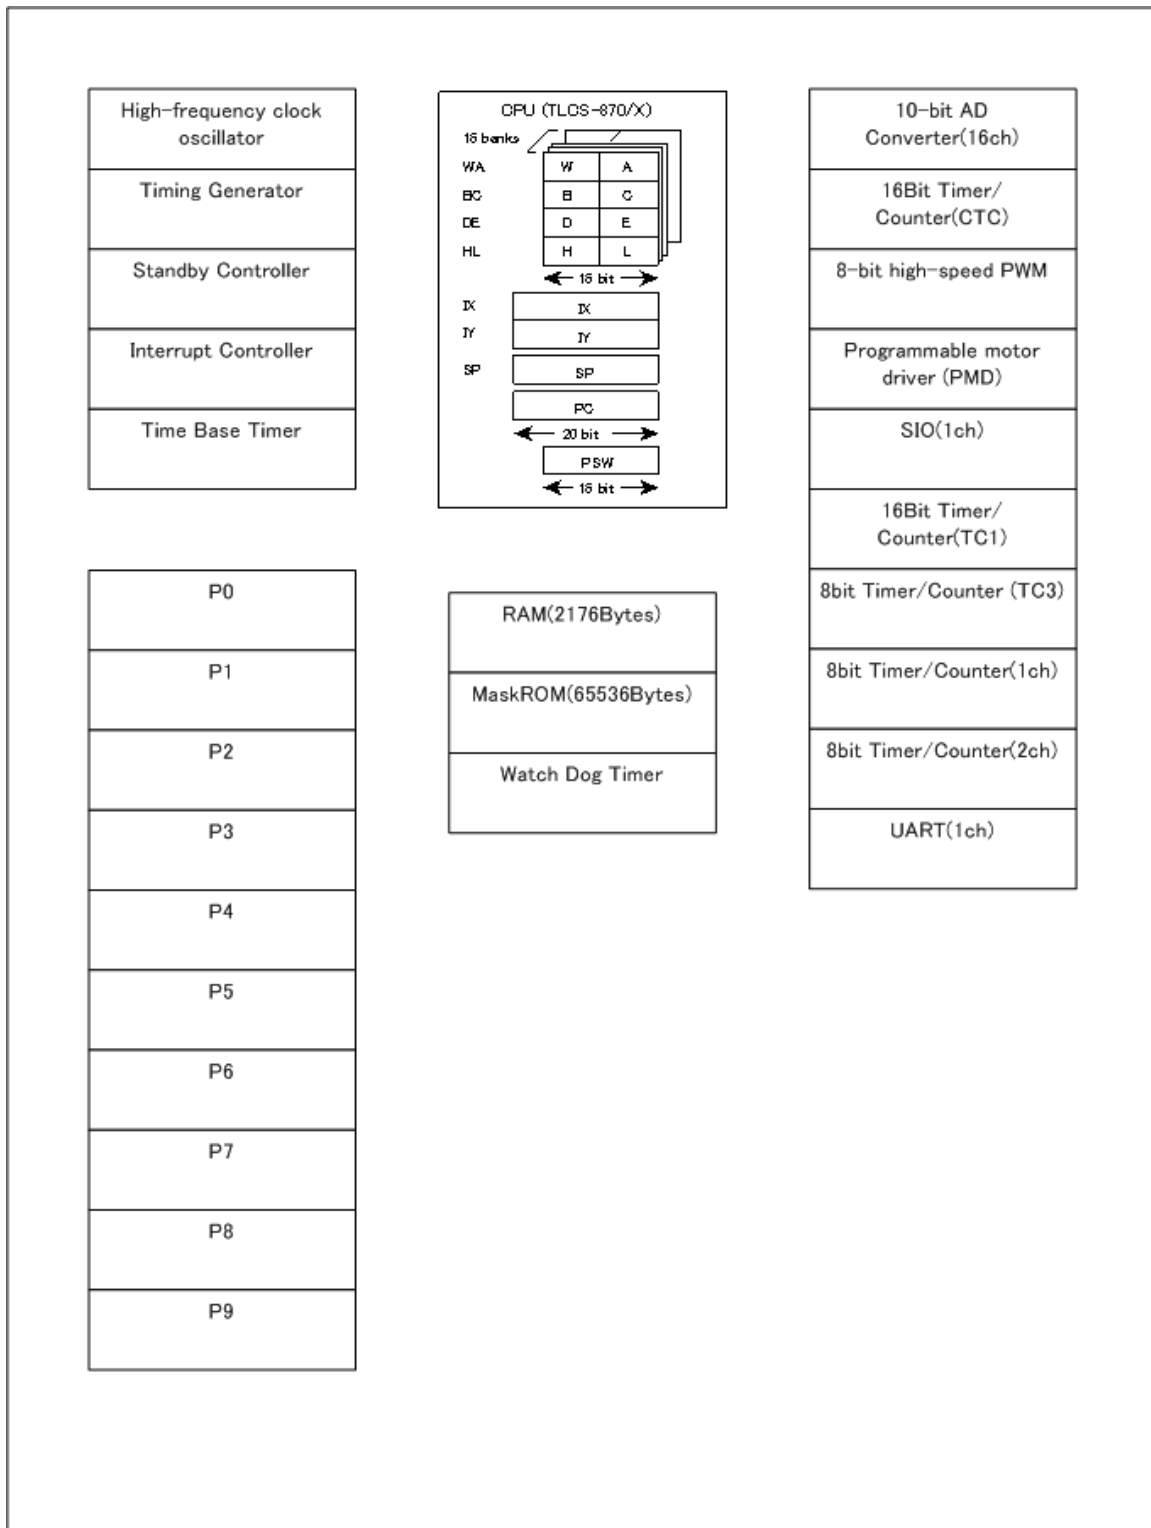 High-frequency clock
oscillator
Timing Generator
Standby Controller
Interrupt Controller
Time Base Timer
CPU (TLCS-870/X)
16 banks
WA W A
BC B C
DE D E
HL H L
16 bit
IX IX
IY IY
SP SP
PC
20 bit
PSW
16 bit
10-bit AD
Converter(16ch)
16Bit Timer/
Counter(CTC)
8-bit high-speed PWM
Programmable motor
driver (PMD)
SIO(1ch)
16Bit Timer/
Counter(TC1)
8bit Timer/Counter (TC3)
8bit Timer/Counter(1ch)
8bit Timer/Counter(2ch)
UART(1ch)
P0
P1
P2
P3
P4
P5
P6
P7
P8
P9
RAM(2176Bytes)
MaskROM(65536Bytes)
Watch Dog Timer